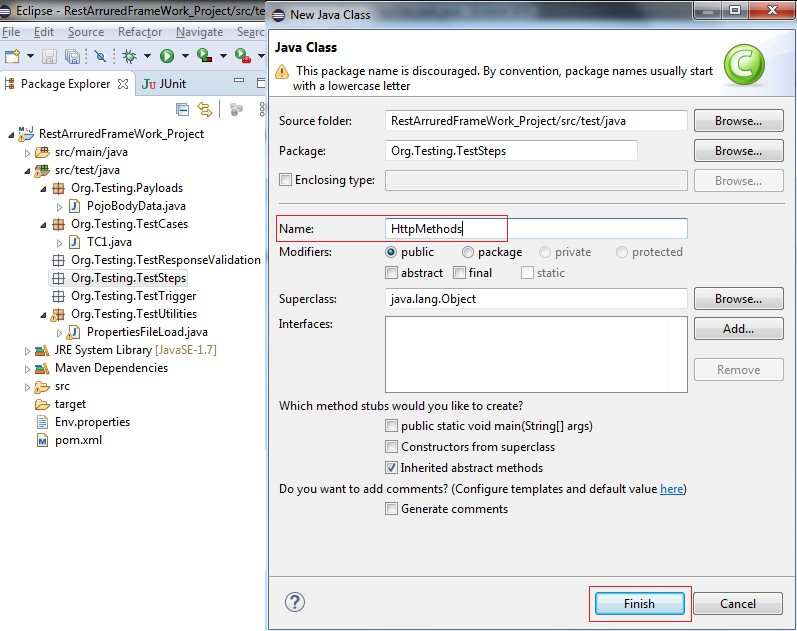 Eclipse - RestArruredFrameWork_Project/src/te
File Edit Source Refactor Navigate Searc
Package Explorer JUnit
RestArruredFrameWork_Project
src/main/java
src/test/java
Org.Testing.Payloads
PojoBodyData.java
Org.Testing.TestCases
TC1.java
Org.Testing.TestResponseValidation
Org.Testing.TestSteps
Org.Testing.TestTrigger
Org.Testing.TestUtilities
PropertiesFileLoad.java
JRE System Library [JavaSE-1.7]
Maven Dependencies
src
target
Env.properties
pom.xml
New Java Class
Java Class
This package name is discouraged. By convention, package names usually start
with a lowercase letter
Source folder: RestArruredFrameWork_Project/src/test/java Browse...
Package: Org.Testing.TestSteps Browse...
Enclosing type: Browse...
Name: HttpMethods
Modifiers: public package private protected
abstract final static
Superclass: java.lang.Object Browse...
Interfaces: Add...
Remove
Which method stubs would you like to create?
public static void main(String[] args)
Constructors from superclass
Inherited abstract methods
Do you want to add comments? (Configure templates and default value here)
Generate comments
? Finish Cancel